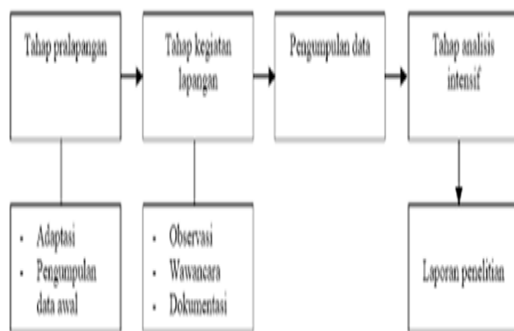 Tahap pralapangan
Tahap kegiatan
lapangan
Pengumpulan data
Tahap analisis
intensif
• Adaptasi
• Pengumpulan
data awal
• Observasi
• Wawancara
• Dokumentasi
Laporan penelitian